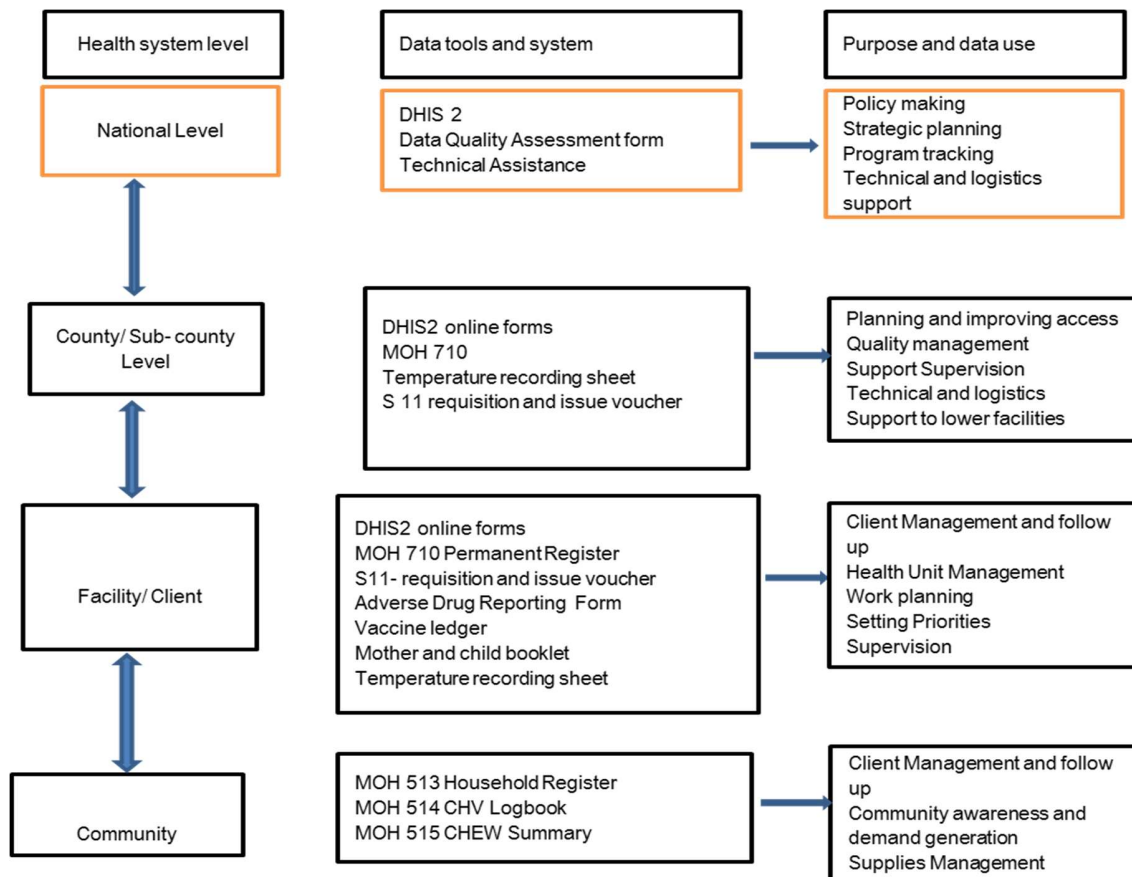 Health system level
Data tools and system
Purpose and data use
National Level
DHIS 2
Data Quality Assessment form
Technical Assistance
Policy making
Strategic planning
Program tracking
Technical and logistics
support
County/ Sub- county
Level
DHIS2 online forms
MOH 710
Temperature recording sheet
S 11 requisition and issue voucher
Planning and improving access
Quality management
Support Supervision
Technical and logistics
Support to lower facilities
Facility/ Client
DHIS2 online forms
MOH 710 Permanent Register
S11- requisition and issue voucher
Adverse Drug Reporting Form
Vaccine ledger
Mother and child booklet
Temperature recording sheet
Client Management and follow
up
Health Unit Management
Work planning
Setting Priorities
Supervision
Community
MOH 513 Household Register
MOH 514 CHV Logbook
MOH 515 CHEW Summary
Client Management and follow
up
Community awareness and
demand generation
Supplies Management